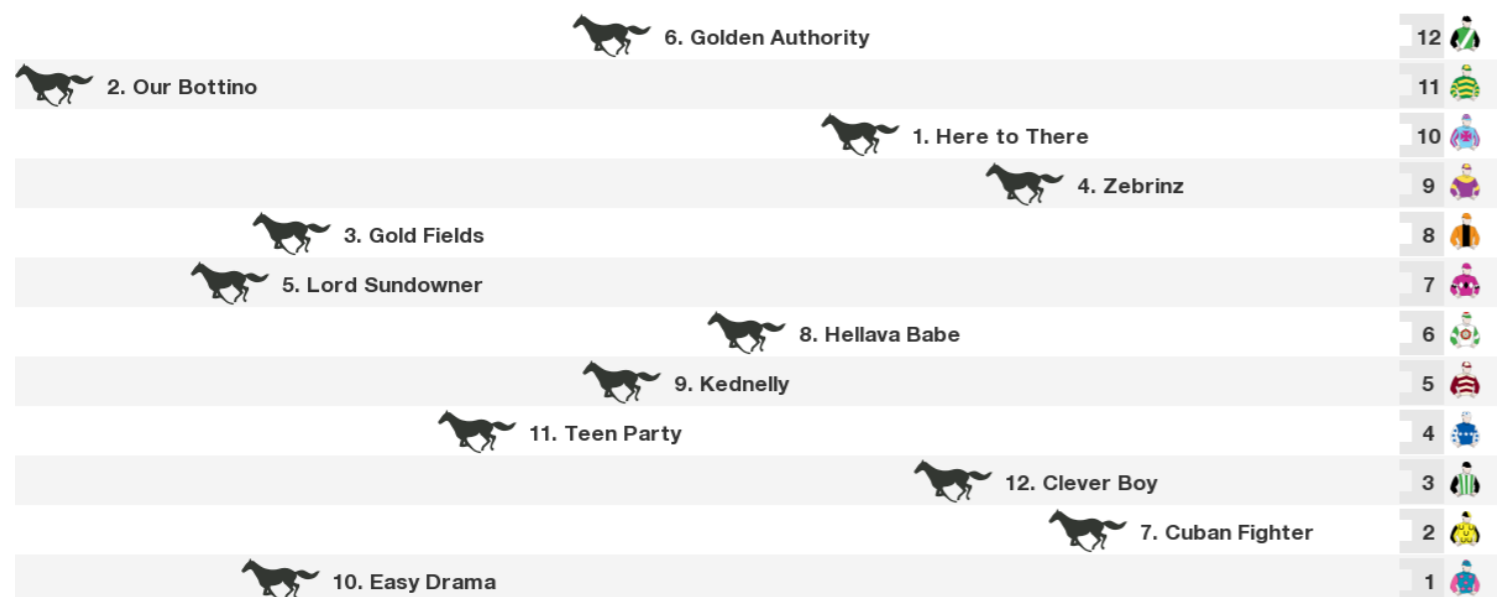 6. Golden Authority 12
2. Our Bottino 11
1. Here to There 10
4. Zebrinz 9
3. Gold Fields 8
5. Lord Sundowner 7
8. Hellava Babe 6
9. Kednelly 5
11. Teen Party 4
12. Clever Boy 3
7. Cuban Fighter 2
10. Easy Drama 1